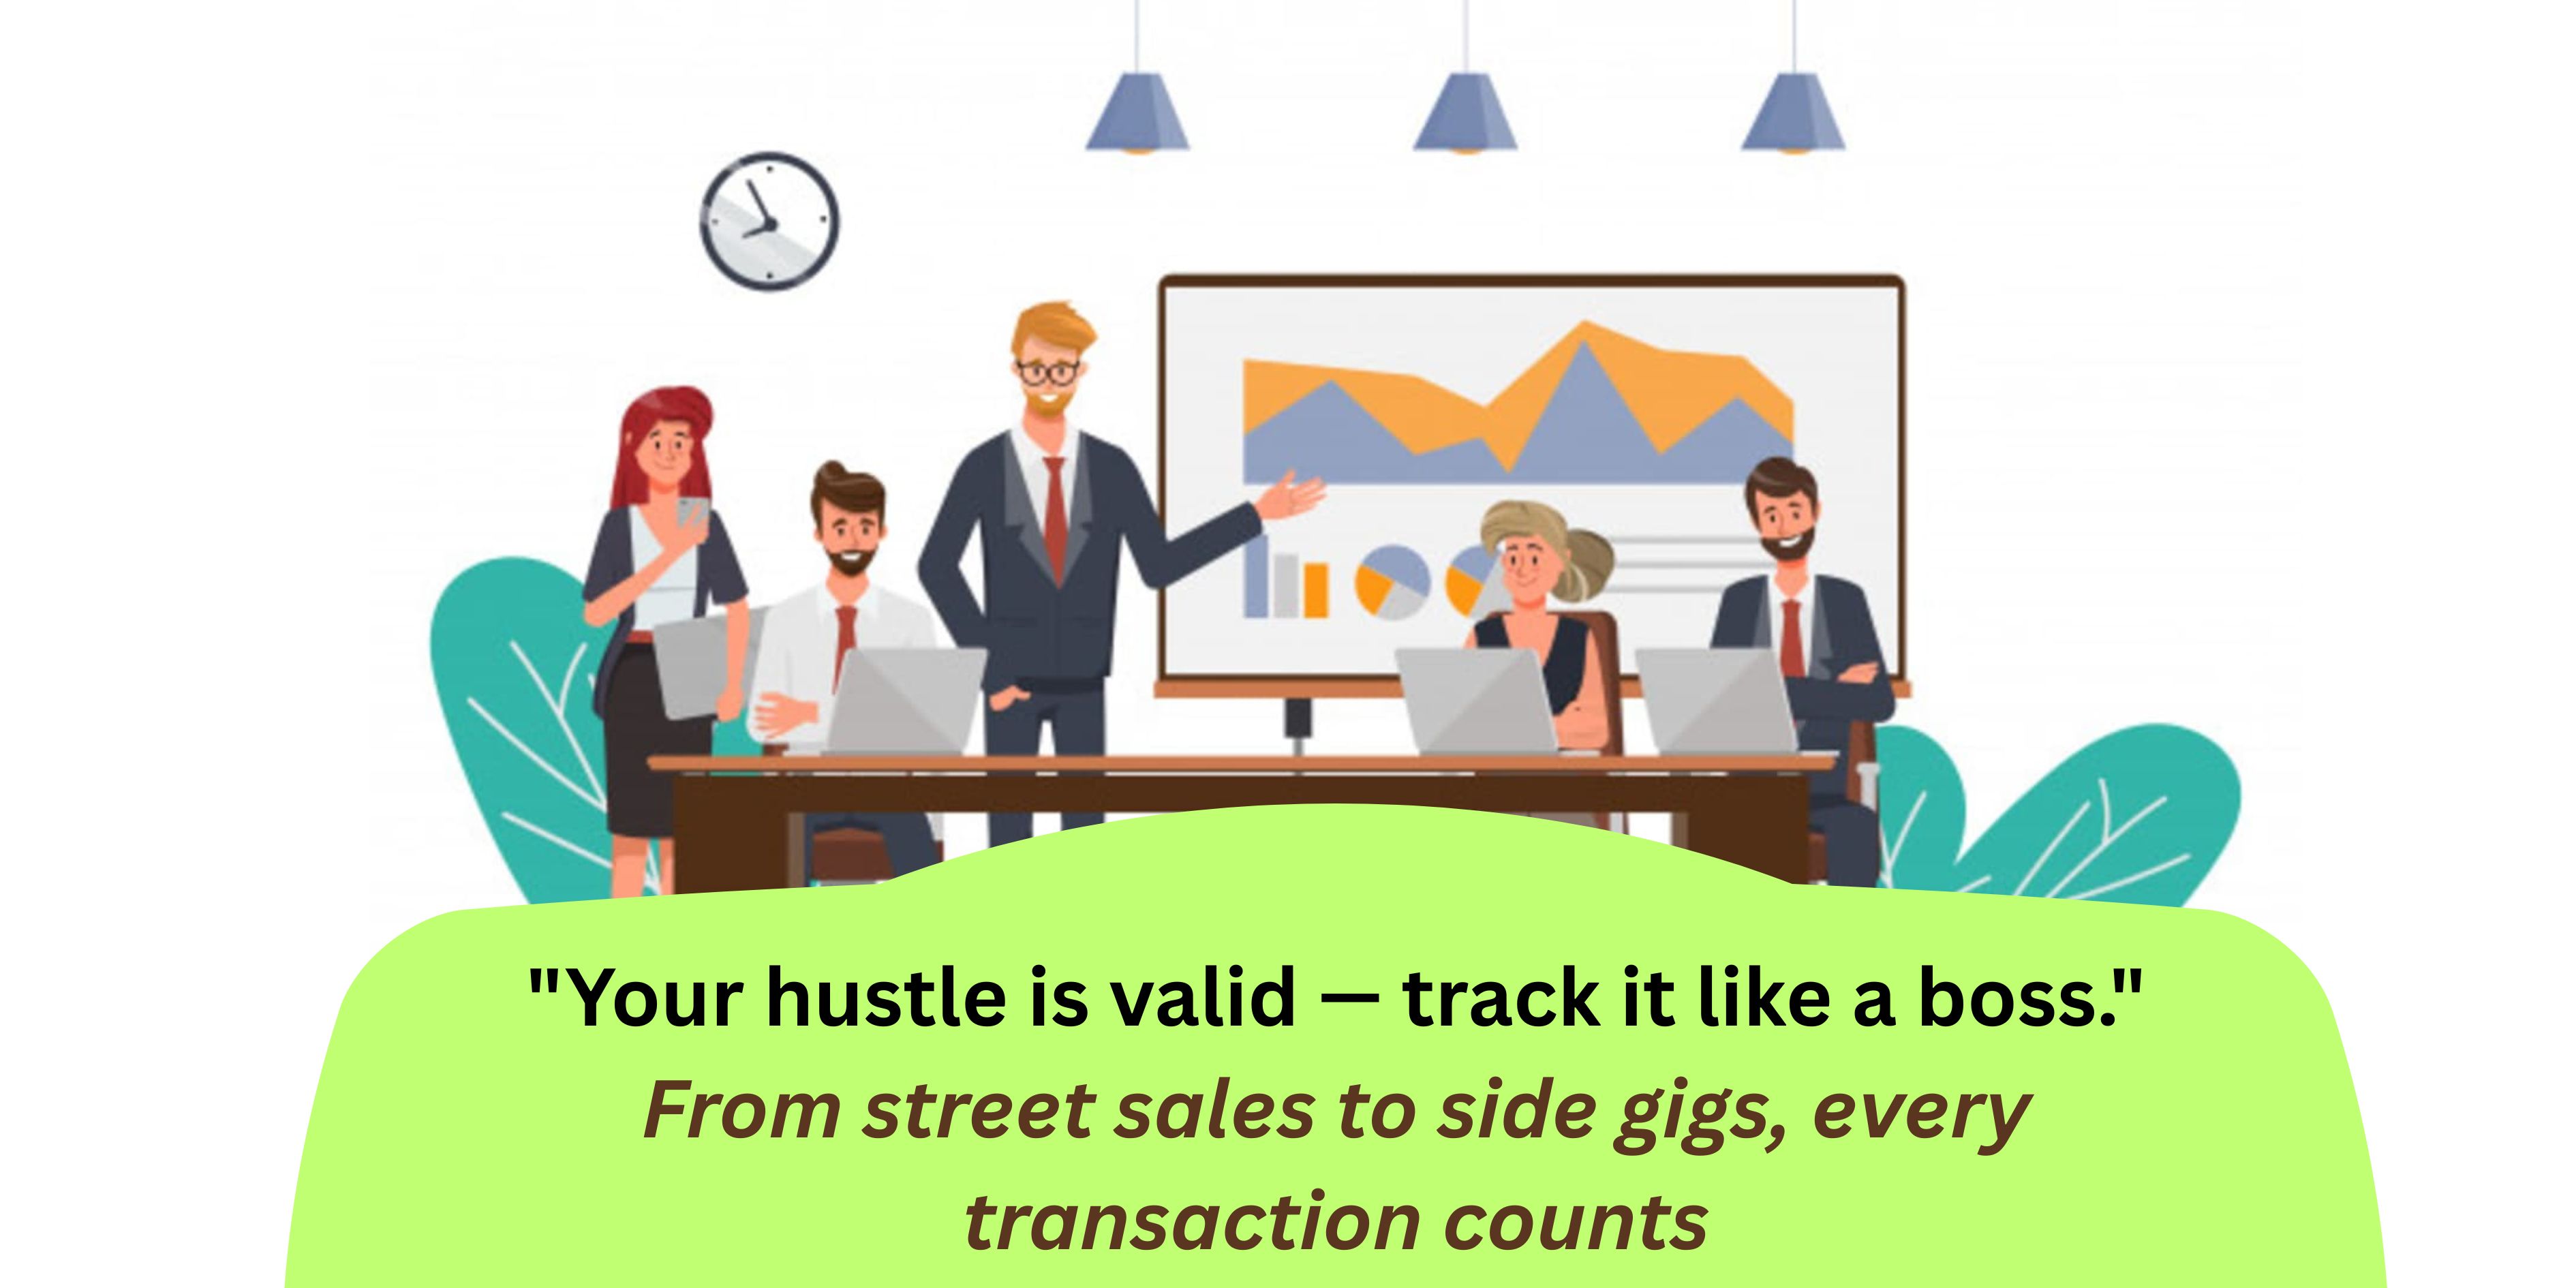 "Your hustle is valid — track it like a boss."
From street sales to side gigs, every
transaction counts